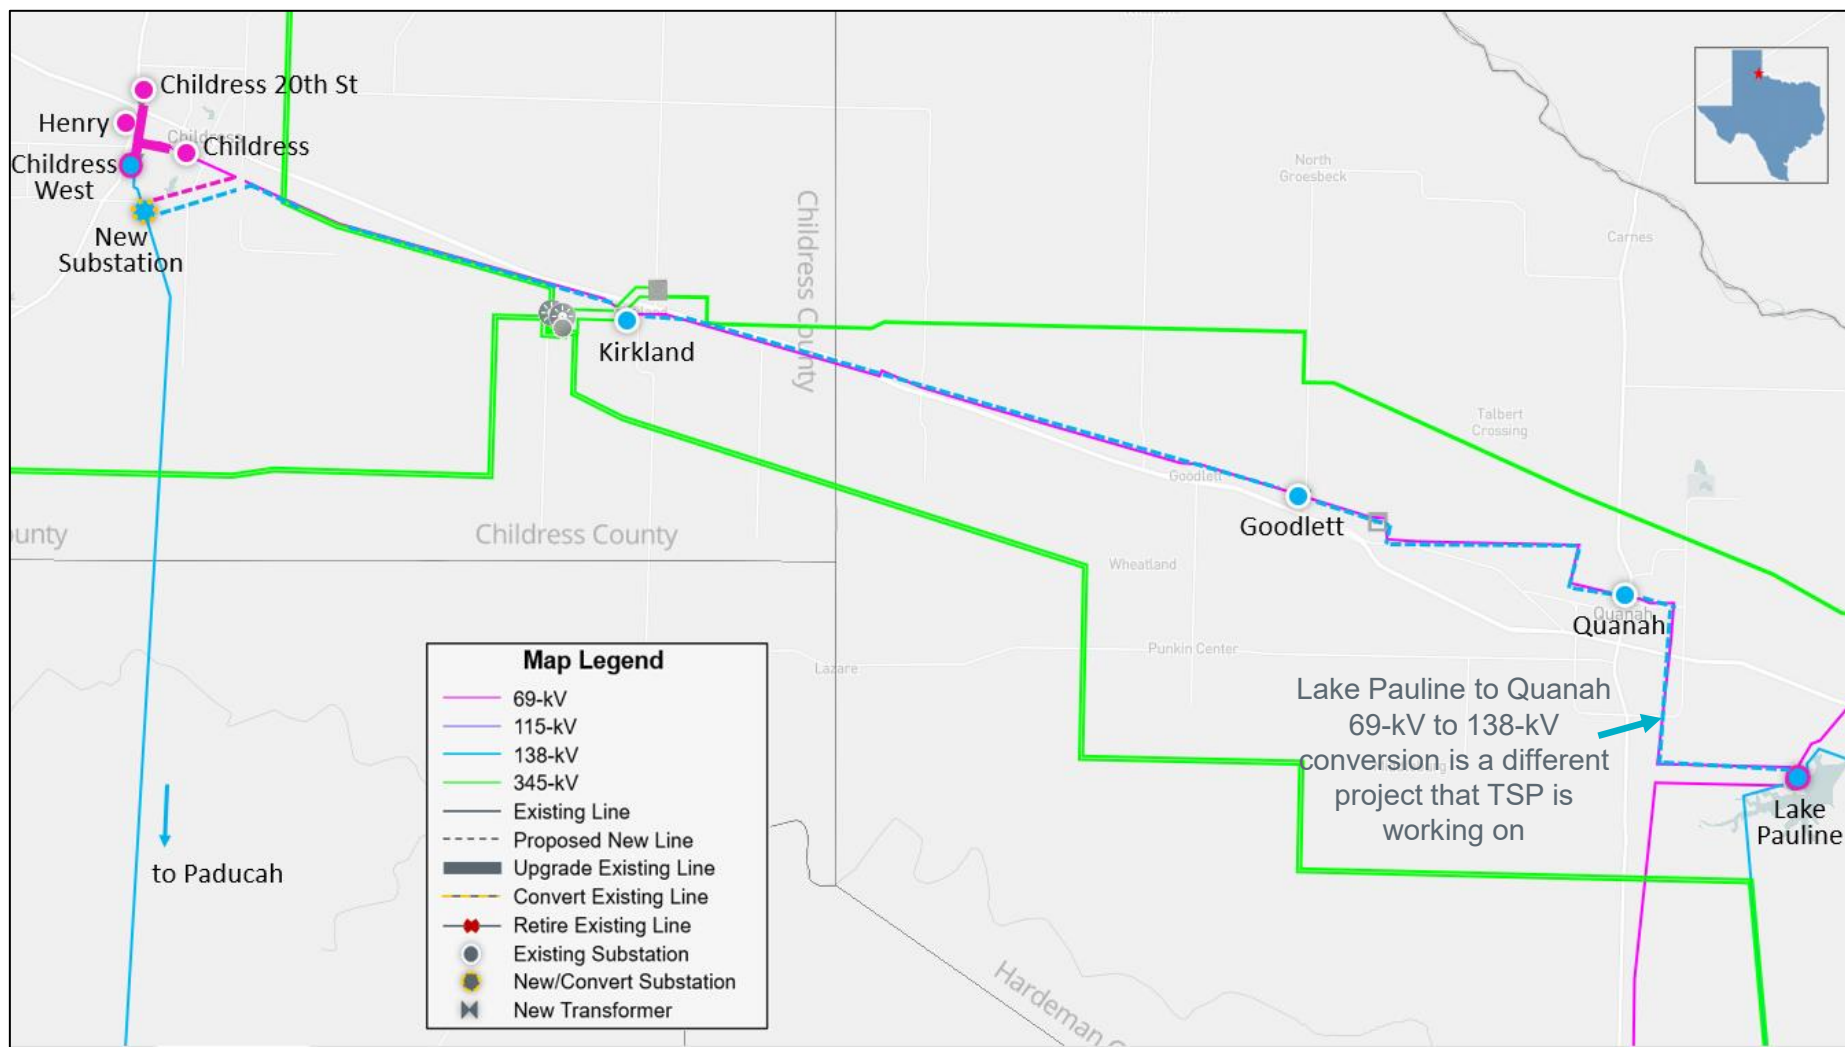 Childress 20th St
Henry
Childress
Childress
Childress
West
New
Substation
North
Groesbeck
Carnes
Childress County
Kirkland
Talbert
Crossing
Goodlett
Goodlett
Childress County
Wheatland
Quanah
Quanah
Punkin Center
Lazare
Lake Pauline to Quanah
69-kV to 138-kV
conversion is a different
project that TSP is
working on
Lake
Pauline
to Paducah
Map Legend
69-kV
115-kV
138-kV
345-kV
Existing Line
Proposed New Line
Upgrade Existing Line
Convert Existing Line
Retire Existing Line
Existing Substation
New/Convert Substation
New Transformer
Hardeman